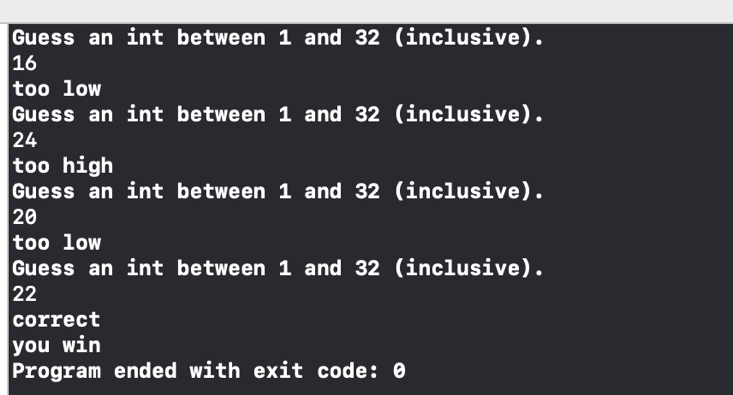 Guess an int between 1 and 32 (inclusive).
16
too low
Guess an int between 1 and 32 (inclusive).
24
too high
Guess an int between 1 and 32 (inclusive).
20
too low
Guess an int between 1 and 32 (inclusive).
22
correct
you win
Program ended with exit code: 0